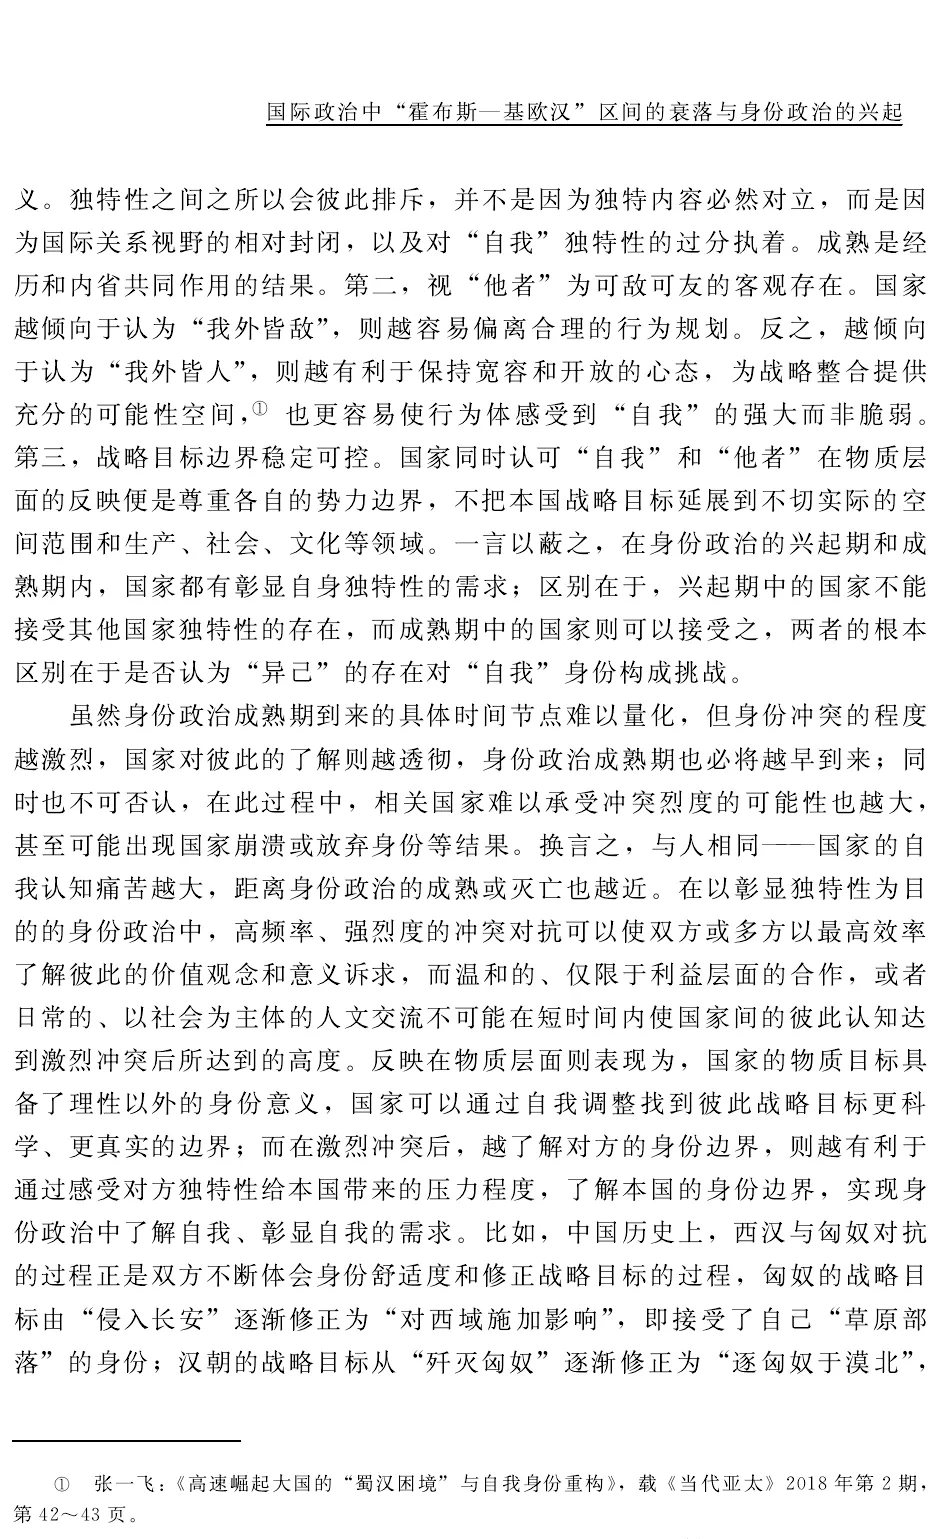 国际政治中“霍布斯—基欧汉”区间的衰落与身份政治的兴起
义。独特性之间之所以会彼此排斥，并不是因为独特内容必然对立，而是因
为国际关系视野的相对封闭，以及对“自我”独特性的过分执着。成熟是经
历和内省共同作用的结果。第二，视“他者”为可敌可友的客观存在。国家
越倾向于认为“我外皆敌”，则越容易偏离合理的行为规划。反之，越倾向
于认为“我外皆人”，则越有利于保持宽容和开放的心态，为战略整合提供
充分的可能性空间，① 也更容易使行为体感受到“自我”的强大而非脆弱。
第三，战略目标边界稳定可控。国家同时认可“自我”和“他者”在物质层
面的反映便是尊重各自的势力边界，不把本国战略目标延展到不切实际的空
间范围和生产、社会、文化等领域。一言以蔽之，在身份政治的兴起期和成
熟期内，国家都有彰显自身独特性的需求；区别在于，兴起期中的国家不能
接受其他国家独特性的存在，而成熟期中的国家则可以接受之，两者的根本
区别在于是否认为“异己”的存在对“自我”身份构成挑战。
虽然身份政治成熟期到来的具体时间节点难以量化，但身份冲突的程度
越激烈，国家对彼此的了解则越透彻，身份政治成熟期也必将越早到来；同
时也不可否认，在此过程中，相关国家难以承受冲突烈度的可能性也越大，
甚至可能出现国家崩溃或放弃身份等结果。换言之，与人相同——国家的自
我认知痛苦越大，距离身份政治的成熟或灭亡也越近。在以彰显独特性为目
的的身份政治中，高频率、强烈度的冲突对抗可以使双方或多方以最高效率
了解彼此的价值观念和意义诉求，而温和的、仅限于利益层面的合作，或者
日常的、以社会为主体的人文交流不可能在短时间内使国家间的彼此认知达
到激烈冲突后所达到的高度。反映在物质层面则表现为，国家的物质目标具
备了理性以外的身份意义，国家可以通过自我调整找到彼此战略目标更科
学、更真实的边界；而在激烈冲突后，越了解对方的身份边界，则越有利于
通过感受对方独特性给本国带来的压力程度，了解本国的身份边界，实现身
份政治中了解自我、彰显自我的需求。比如，中国历史上，西汉与匈奴对抗
的过程正是双方不断体会身份舒适度和修正战略目标的过程，匈奴的战略目
标由“侵入长安”逐渐修正为“对西域施加影响”，即接受了自己“草原部
落”的身份；汉朝的战略目标从“歼灭匈奴”逐渐修正为“逐匈奴于漠北”，
① 张一飞：《高速崛起大国的“蜀汉困境”与自我身份重构》，载《当代亚太》2018 年第 2 期，
第 42～43 页。